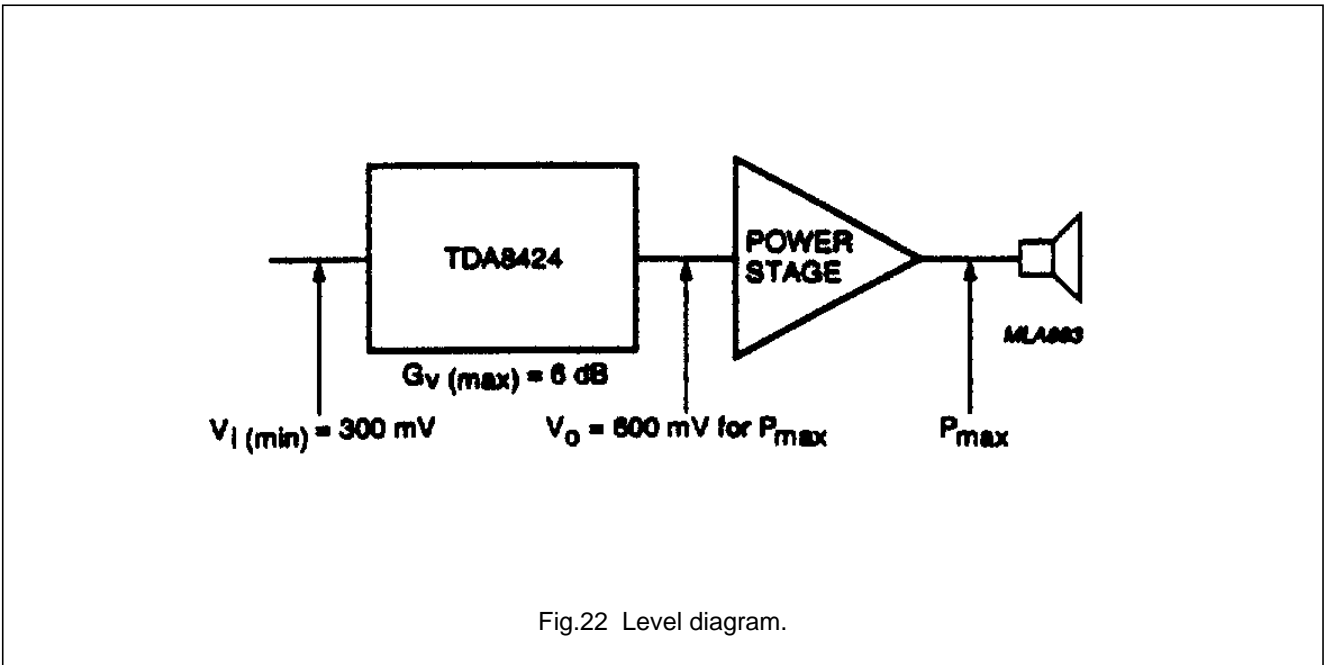 TDA8424
POWER
STAGE
MLA883
Gv (max) = 6 dB
Vi (min) = 300 mV
Vo = 600 mV for Pmax
Pmax
Fig.22 Level diagram.